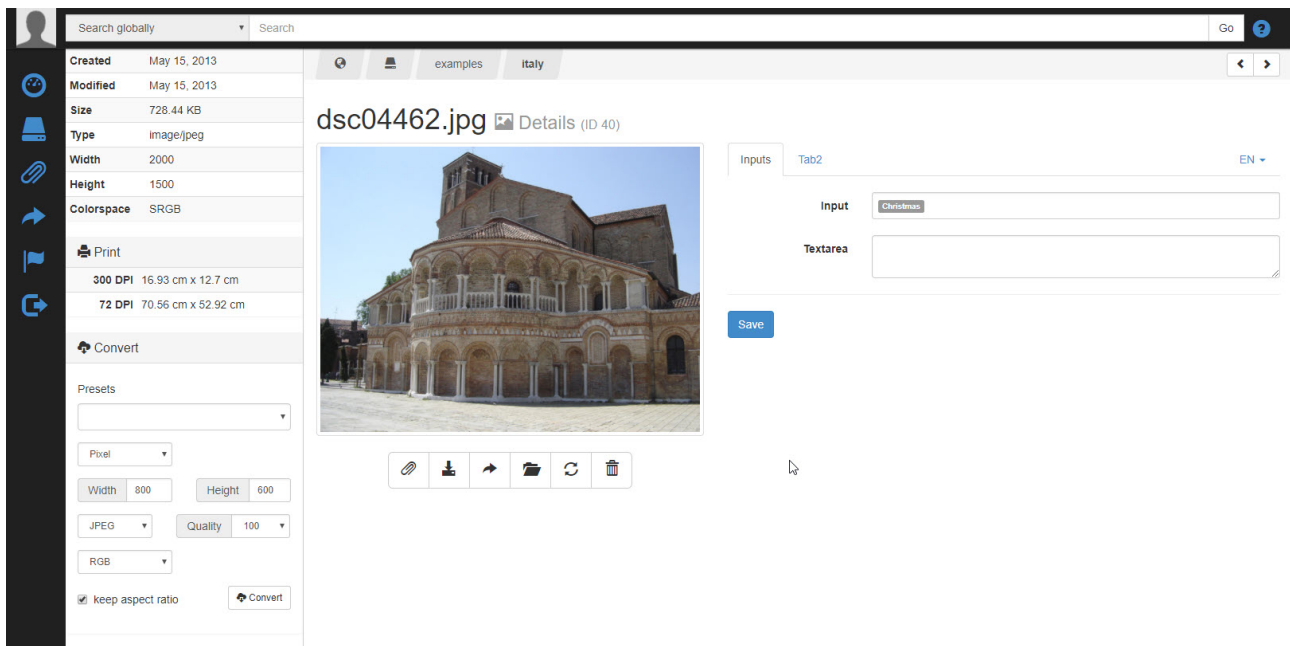 Search globally Search Go
Created May 15, 2013
Modified May 15, 2013
Size 728.44 KB
Type image/jpeg
Width 2000
Height 1500
Colorspace SRGB
Print
300 DPI 16.93 cm x 12.7 cm
72 DPI 70.56 cm x 52.92 cm
Convert
Presets
Pixel
Width 800 Height 600
JPEG Quality 100
RGB
keep aspect ratio Convert
examples italy
dsc04462.jpg Details (ID 40)
Inputs Tab2 EN
Input Christmas
Textarea
Save